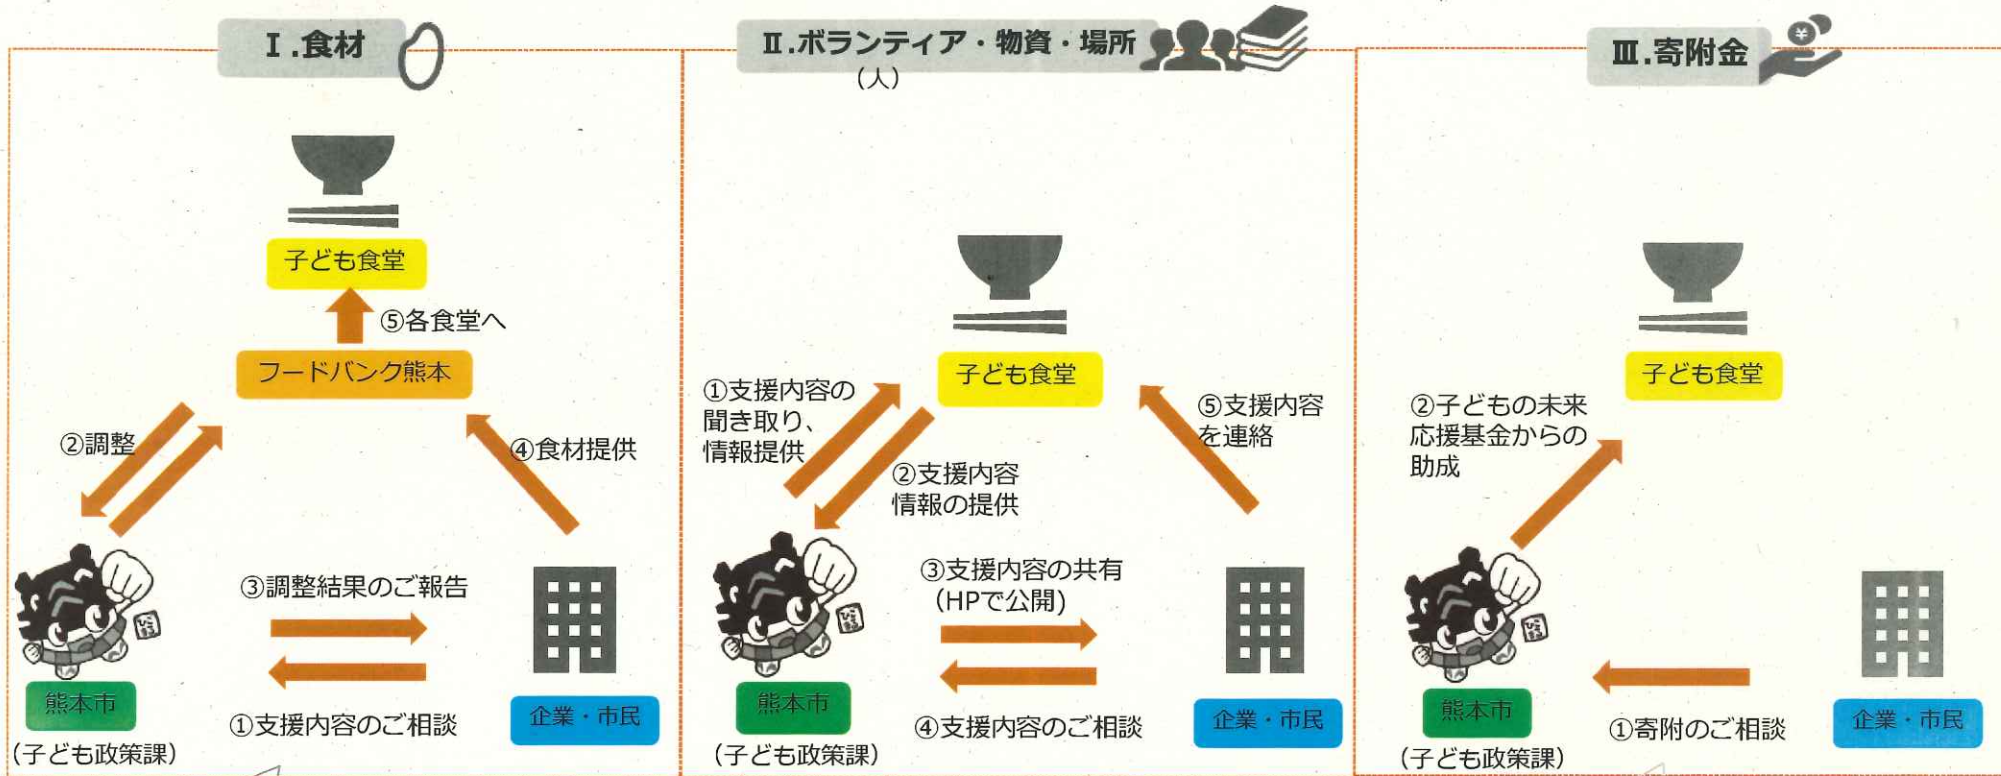 Ⅰ.食材
子ども食堂
⑤各食堂へ
フードバンク熊本
②調整
④食材提供
③調整結果のご報告
熊本市
(子ども政策課)
①支援内容のご相談
企業・市民
Ⅱ.ボランティア・物資・場所
(人)
子ども食堂
①支援内容の
聞き取り、
情報提供
②支援内容
情報の提供
⑤支援内容
を連絡
③支援内容の共有
(HPで公開)
熊本市
(子ども政策課)
④支援内容のご相談
企業・市民
Ⅲ.寄附金
¥
子ども食堂
②子どもの未来
応援基金からの
助成
熊本市
(子ども政策課)
①寄附のご相談
企業・市民